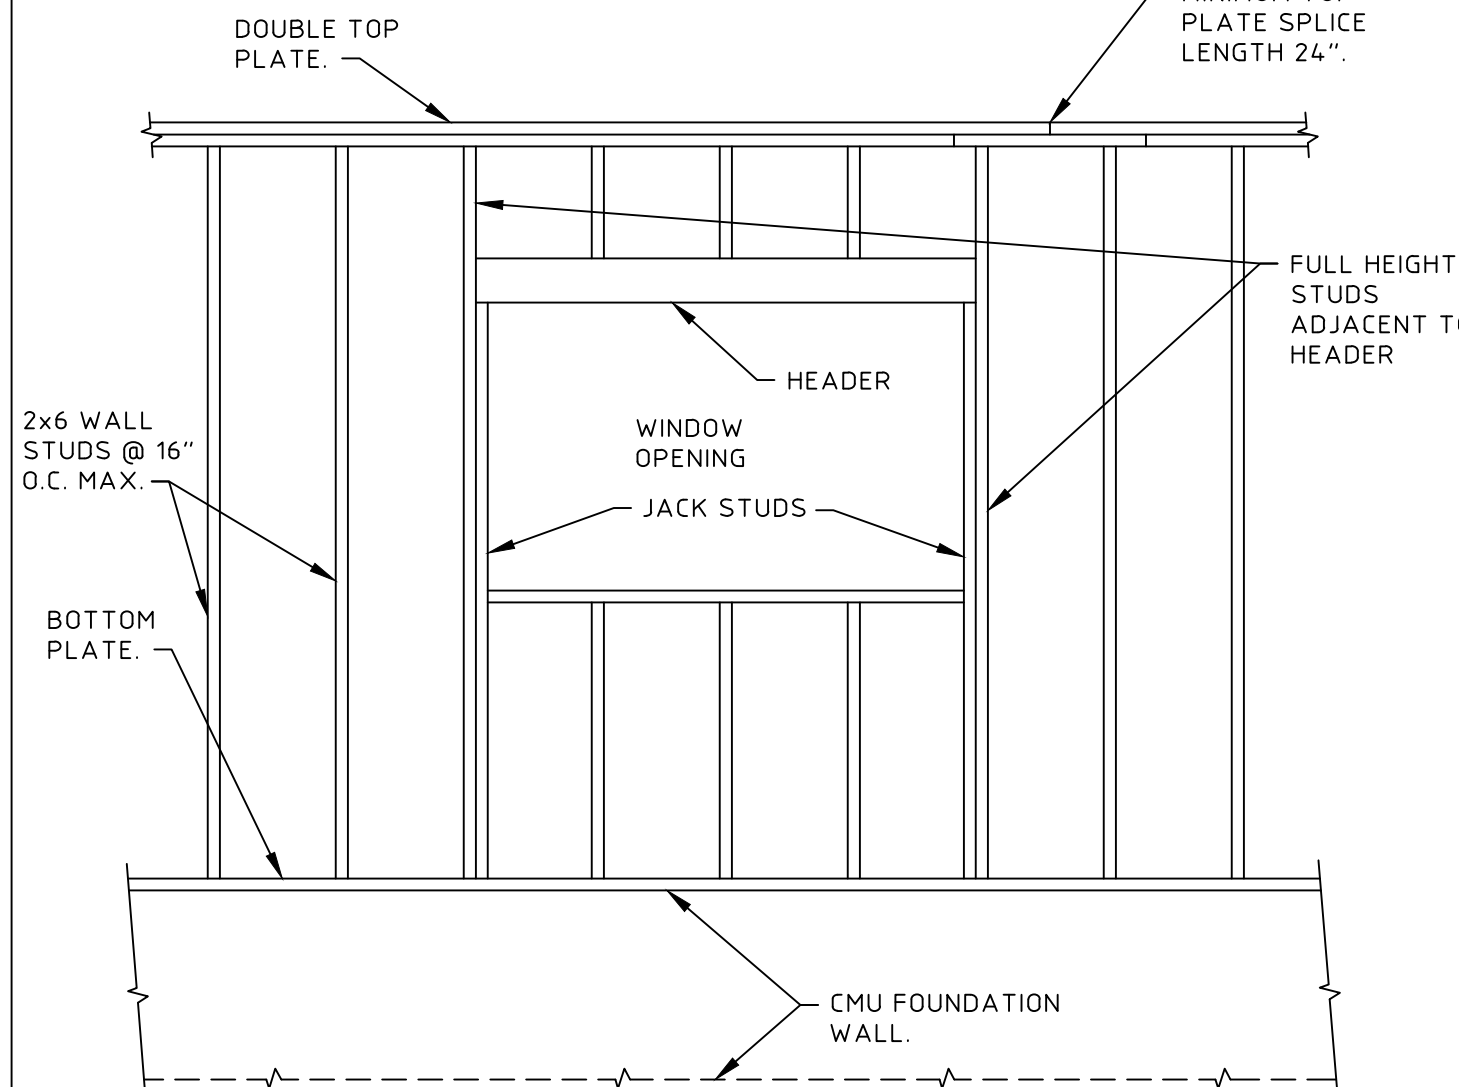 DOUBLE TOP
PLATE.
PLATE SPLICE
LENGTH 24".
FULL HEIGHT
STUDS
ADJACENT
HEADER
HEADER
2x6 WALL
STUDS @ 16"
O.C. MAX.
WINDOW
OPENING
JACK STUDS
BOTTOM
PLATE.
CMU FOUNDATION
WALL.